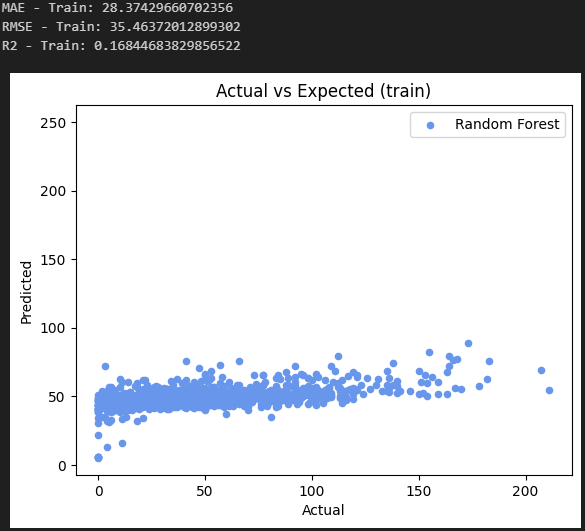 MAE - Train: 28.37429660702356
RMSE - Train: 35.46372012899302
R2 - Train: 0.16844683829856522
Actual vs Expected (train)
Random Forest
250
200
150
100
50
0
Predicted
0 50 100 150 200
Actual